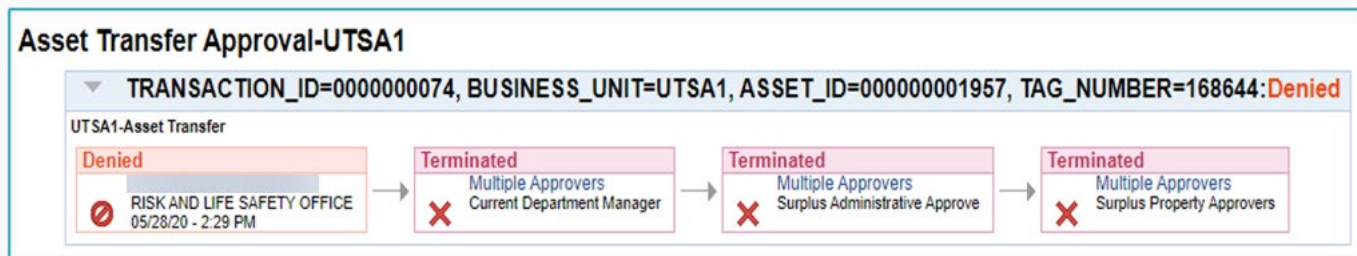 Asset Transfer Approval-UTSA1
TRANSACTION_ID=0000000074, BUSINESS_UNIT=UTSA1, ASSET_ID=000000001957, TAG_NUMBER=168644:Denied
UTSA1-Asset Transfer
Denied
RISK AND LIFE SAFETY OFFICE
05/28/20 - 2:29 PM
Terminated
Multiple Approvers
Current Department Manager
Terminated
Multiple Approvers
Surplus Administrative Approve
Terminated
Multiple Approvers
Surplus Property Approvers